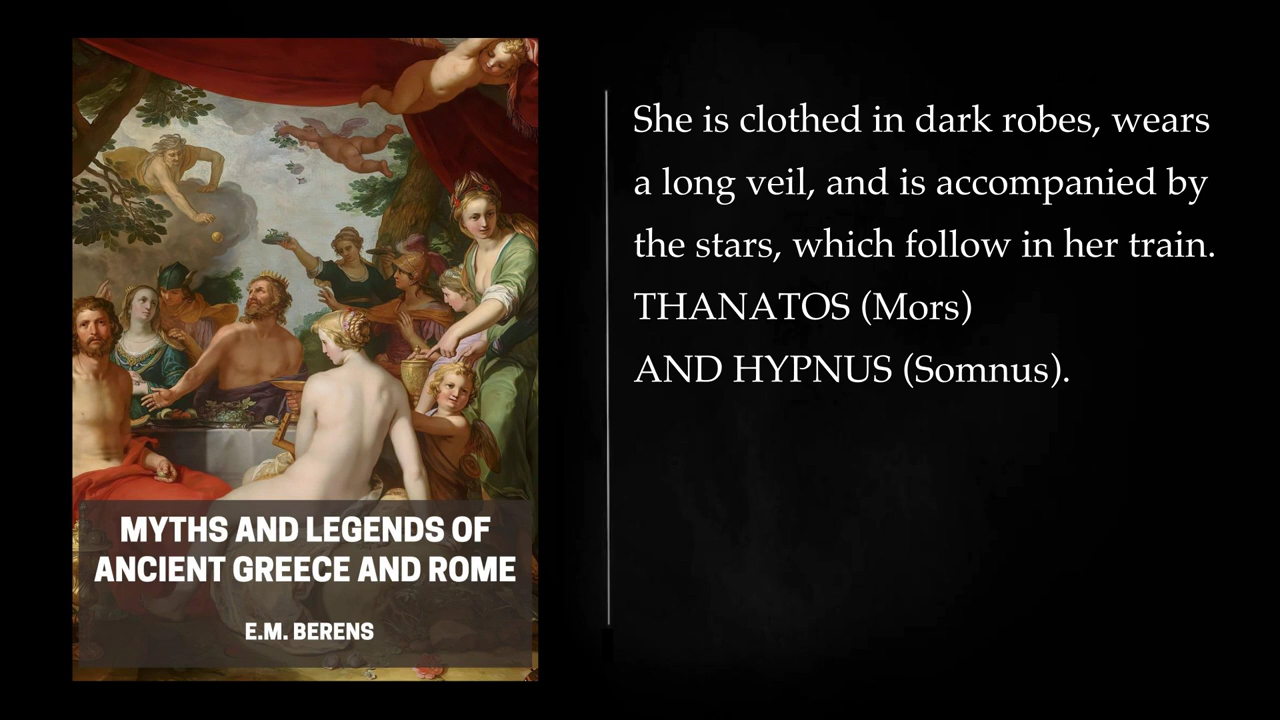 MYTHS AND LEGENDS OF
ANCIENT GREECE AND ROME
E.M. BERENS
She is clothed in dark robes, wears
a long veil, and is accompanied by
the stars, which follow in her train.
THANATOS (Mors)
AND HYPNUS (Somnus).